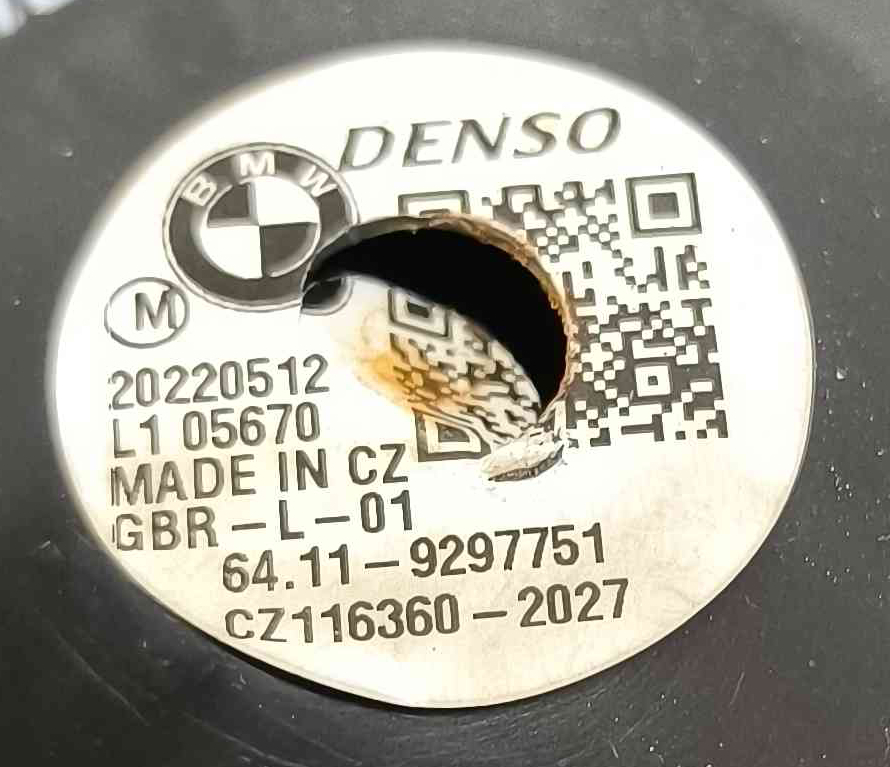 DENSO
BMW
M
20220512
L1 05670
MADE IN CZ
GBR-L-01
64.11-9297751
CZ116360-2027